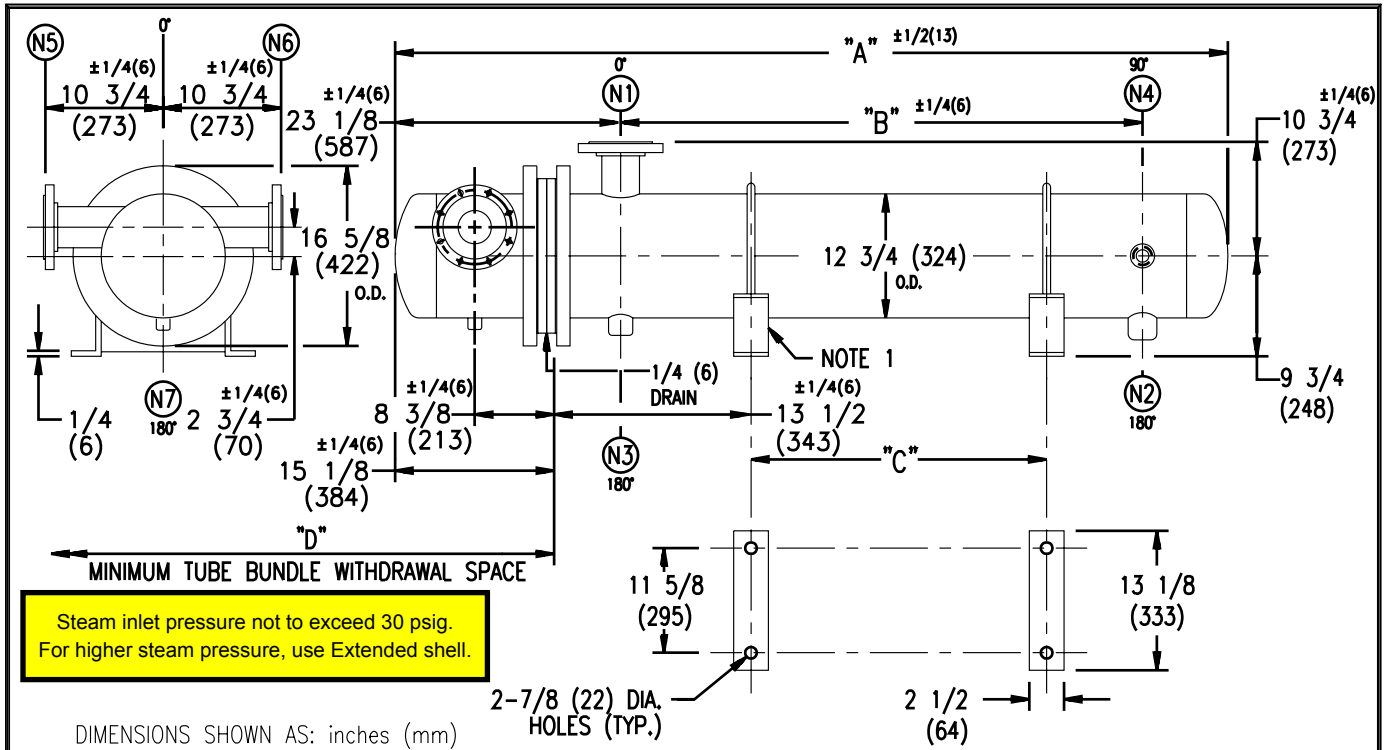 N5
0°
N6
±1/4(6)
±1/4(6)
10 3/4
(273)
10 3/4
(273)
±1/4(6)
23 1/8
(587)
"A" ±1/2(13)
0°
N1
"B" ±1/4(6)
90°
N4
±1/4(6)
10 3/4
(273)
16 5/8
(422)
O.D.
12 3/4 (324)
O.D.
NOTE 1
1/4 (6)
DRAIN
1/4
(6)
N7
180°
±1/4(6)
2 3/4
(70)
±1/4(6)
8 3/8
(213)
±1/4(6)
13 1/2
(343)
±1/4(6)
15 1/8
(384)
N3
180°
N2
180°
9 3/4
(248)
"C"
"D"
MINIMUM TUBE BUNDLE WITHDRAWAL SPACE
Steam inlet pressure not to exceed 30 psig.
For higher steam pressure, use Extended shell.
11 5/8
(295)
13 1/8
(333)
2-7/8 (22) DIA.
HOLES (TYP.)
2 1/2
(64)
DIMENSIONS SHOWN AS: inches (mm)